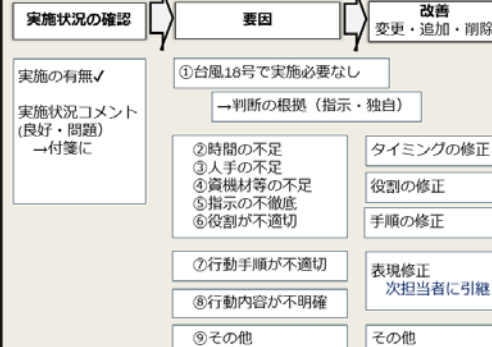 実施状況の確認
要因
改善
変更・追加・削除
実施の有無✓
実施状況コメント
(良好・問題)
→付箋に
①台風18号で実施必要なし
→判断の根拠（指示・独自）
②時間の不足
③人手の不足
④資機材等の不足
⑤指示の不徹底
⑥役割が不適切
⑦行動手順が不適切
⑧行動内容が不明確
⑨その他
タイミングの修正
役割の修正
手順の修正
表現修正
次担当者に引継
その他